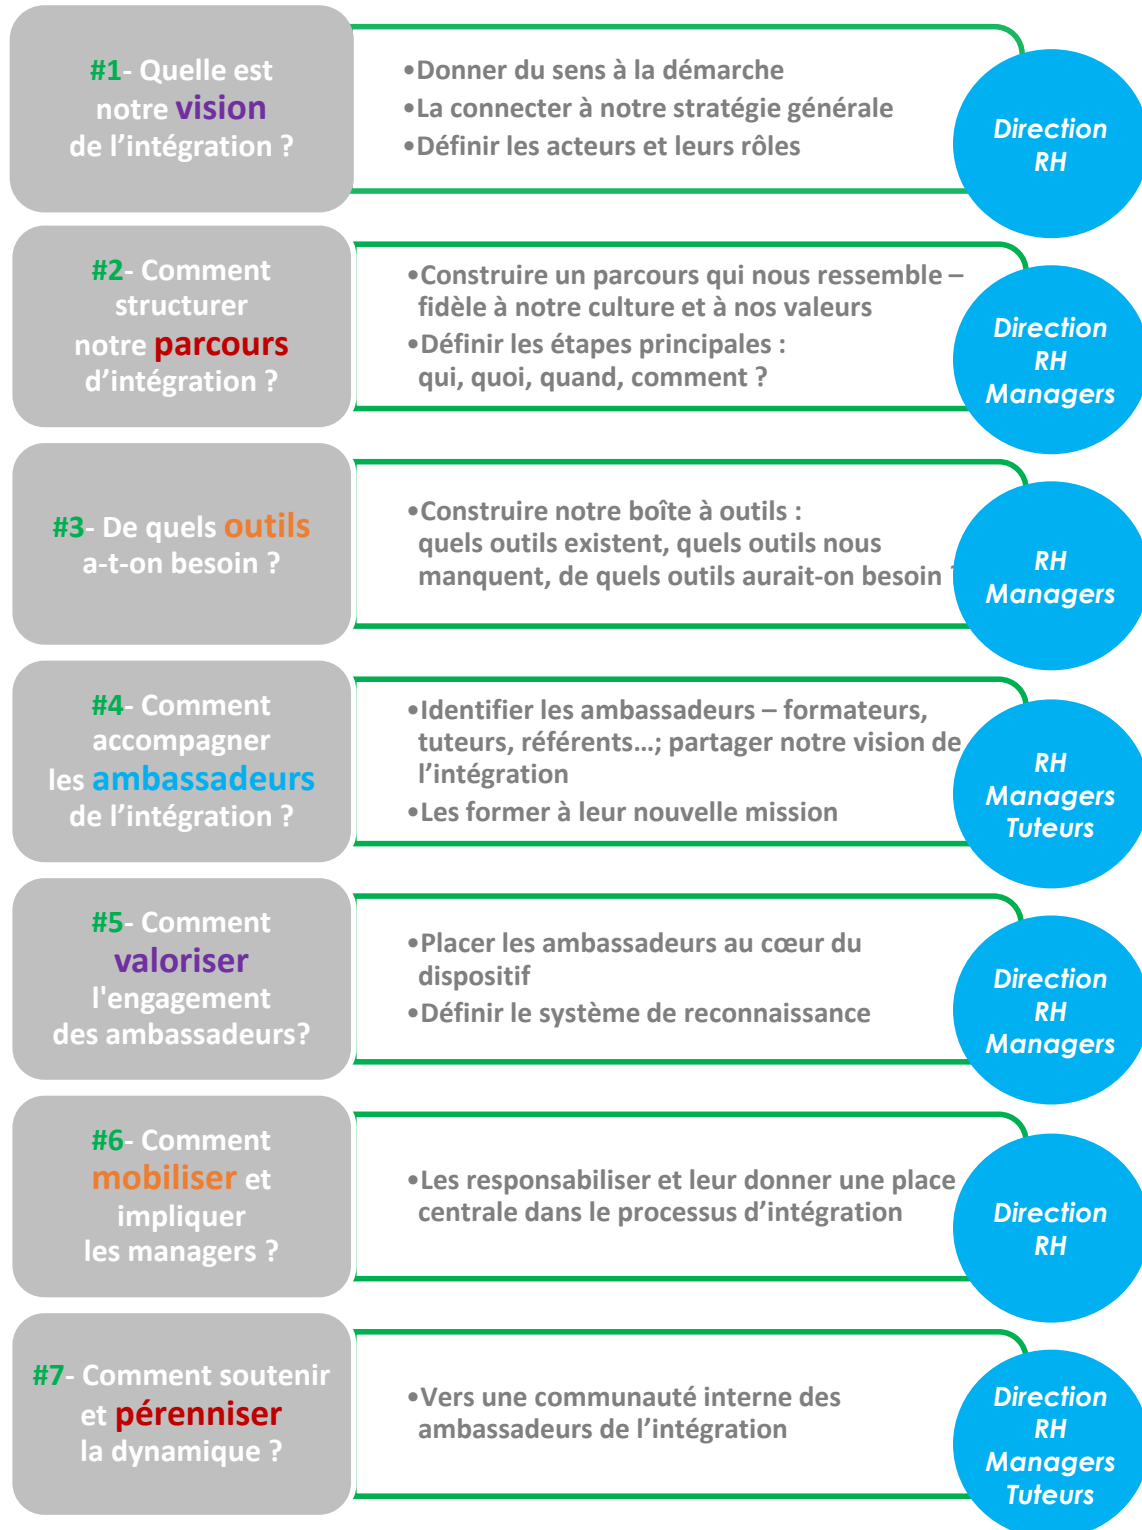 #1- Quelle est
notre vision
de l’intégration ?
•Donner du sens à la démarche
•La connecter à notre stratégie générale
•Définir les acteurs et leurs rôles
Direction
RH
#2- Comment
structurer
notre parcours
d’intégration ?
•Construire un parcours qui nous ressemble –
fidèle à notre culture et à nos valeurs
•Définir les étapes principales :
qui, quoi, quand, comment ?
Direction
RH
Managers
#3- De quels outils
a-t-on besoin ?
•Construire notre boîte à outils :
quels outils existent, quels outils nous
manquent, de quels outils aurait-on besoin ?
RH
Managers
#4- Comment
accompagner
les ambassadeurs
de l’intégration ?
•Identifier les ambassadeurs – formateurs,
tuteurs, référents…; partager notre vision de
l’intégration
•Les former à leur nouvelle mission
RH
Managers
Tuteurs
#5- Comment
valoriser
l'engagement
des ambassadeurs?
•Placer les ambassadeurs au cœur du
dispositif
•Définir le système de reconnaissance
Direction
RH
Managers
#6- Comment
mobiliser et
impliquer
les managers ?
•Les responsabiliser et leur donner une place
centrale dans le processus d’intégration
Direction
RH
#7- Comment soutenir
et pérenniser
la dynamique ?
•Vers une communauté interne des
ambassadeurs de l’intégration
Direction
RH
Managers
Tuteurs